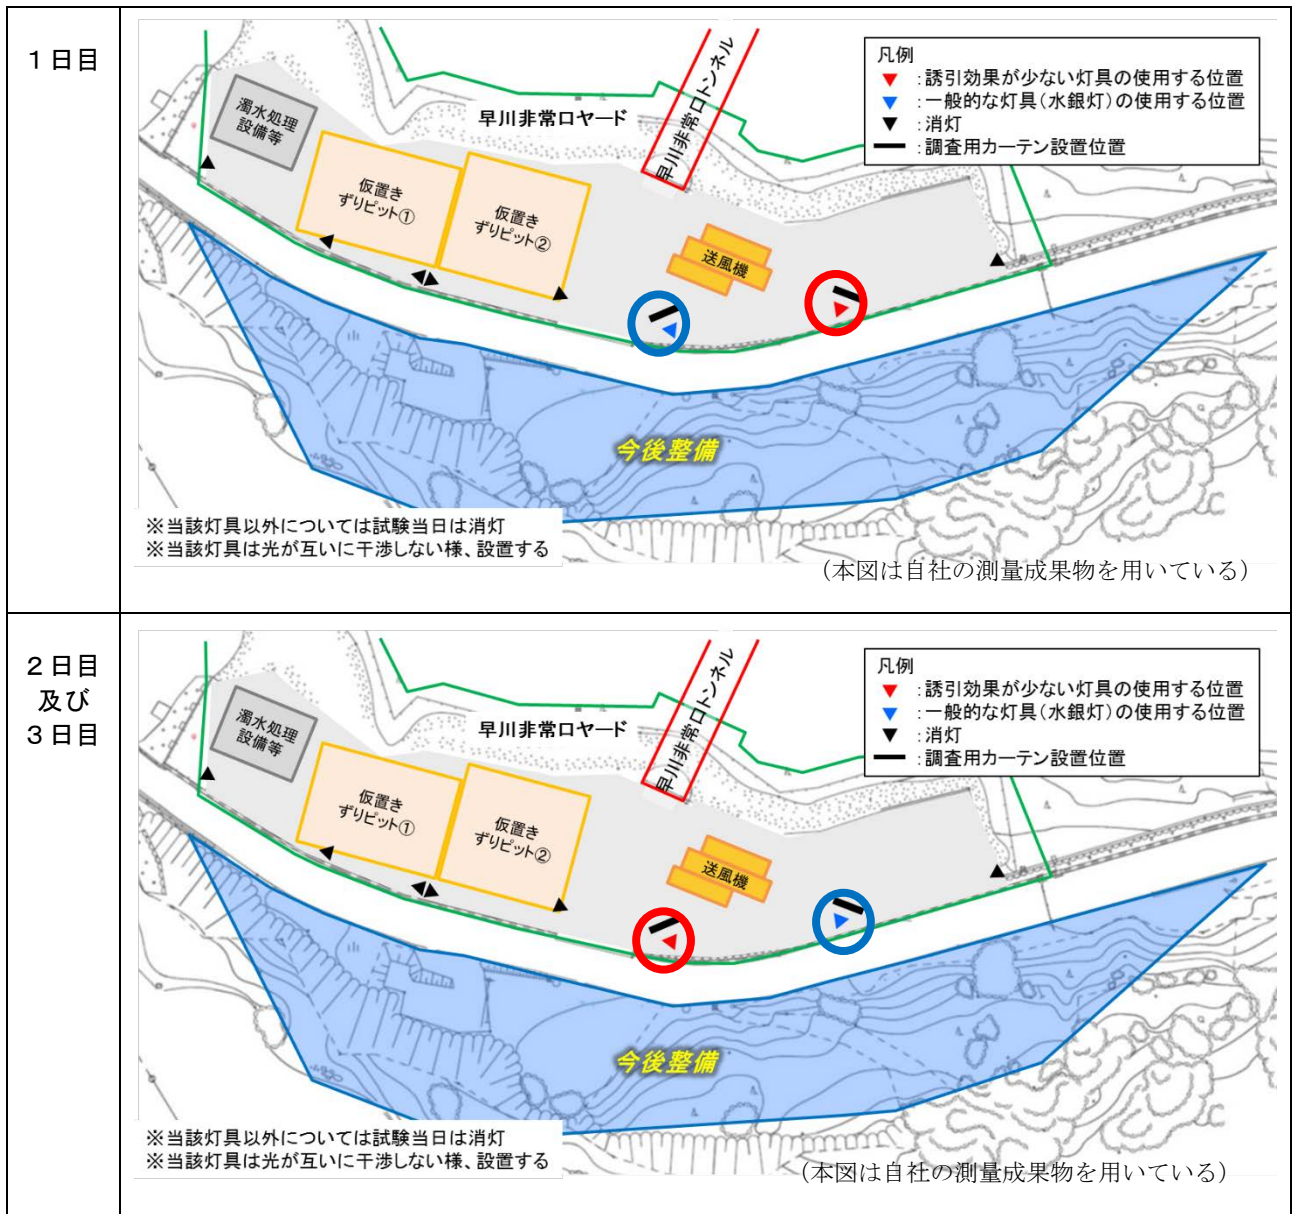 1日目
早川非常口トンネル
凡例
：誘引効果が少ない灯具の使用する位置
：一般的な灯具（水銀灯）の使用する位置
：消灯
：調査用カーテン設置位置
濁水処理
設備等
早川非常口ヤード
仮置き
ずりピット①
仮置き
ずりピット②
送風機
今後整備
※当該灯具以外については試験当日は消灯
※当該灯具は光が互いに干渉しない様、設置する
（本図は自社の測量成果物を用いている）
2日目
及び
3日目
早川非常口トンネル
凡例
：誘引効果が少ない灯具の使用する位置
：一般的な灯具（水銀灯）の使用する位置
：消灯
：調査用カーテン設置位置
濁水処理
設備等
早川非常口ヤード
仮置き
ずりピット①
仮置き
ずりピット②
送風機
今後整備
※当該灯具以外については試験当日は消灯
※当該灯具は光が互いに干渉しない様、設置する
（本図は自社の測量成果物を用いている）